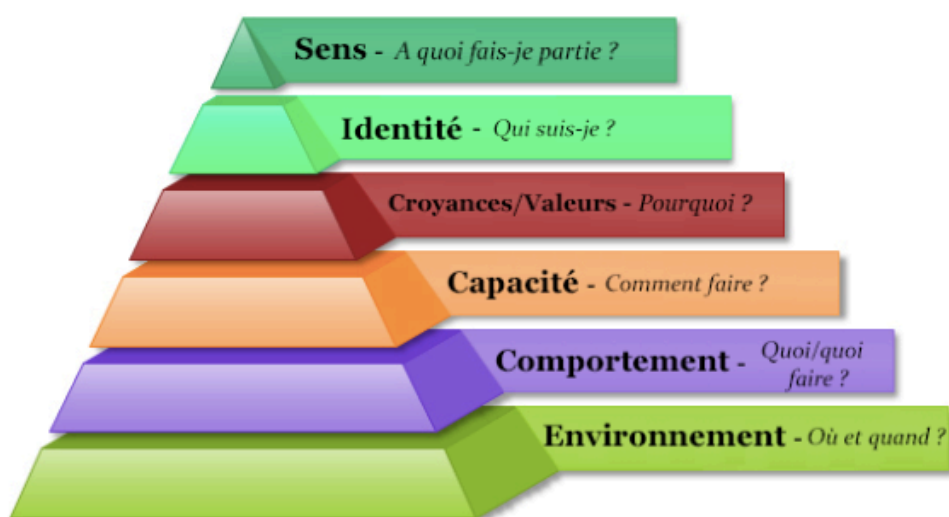 Sens - A quoi fais-je partie ?
Identité - Qui suis-je ?
Croyances/Valeurs - Pourquoi ?
Capacité - Comment faire ?
Comportement - Quoi/quoi
faire ?
Environnement - Où et quand ?